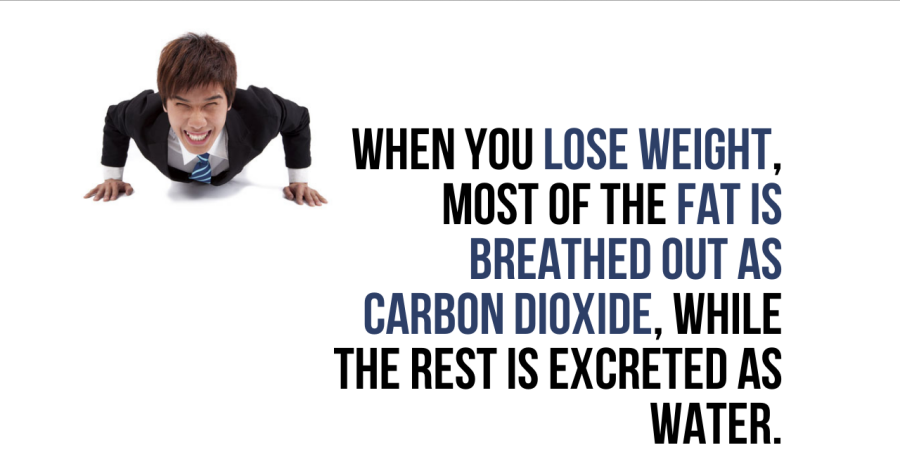 WHEN YOU LOSE WEIGHT,
MOST OF THE FAT IS
BREATHED OUT AS
CARBON DIOXIDE, WHILE
THE REST IS EXCRETED AS
WATER.